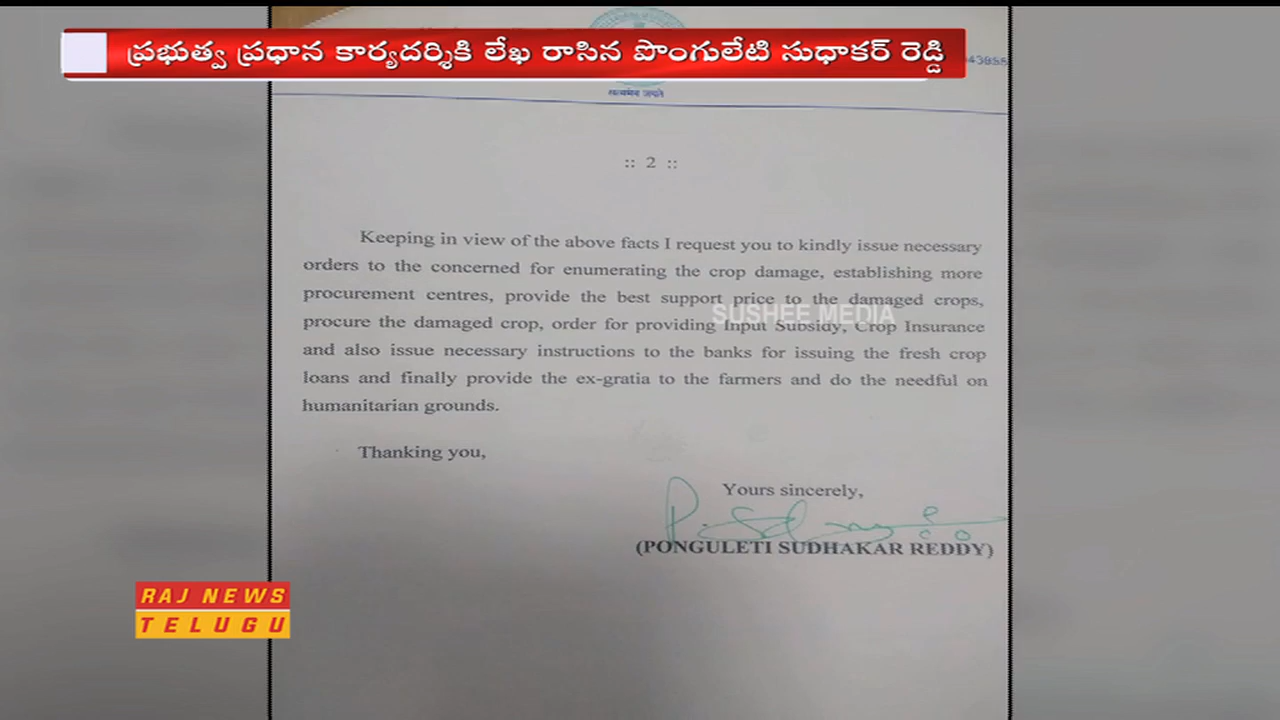 ప్రభుత్వ ప్రధాన కార్యదర్శికి లేఖ రాసిన పొంగులేటి సుధాకర్ రెడ్డి
सत्यमेव जयते
:: 2 ::
Keeping in view of the above facts I request you to kindly issue necessary
orders to the concerned for enumerating the crop damage, establishing more
procurement centres, provide the best support price to the damaged crops,
SUSHEE MEDIA
procure the damaged crop, order for providing Input Subsidy, Crop Insurance
and also issue necessary instructions to the banks for issuing the fresh crop
loans and finally provide the ex-gratia to the farmers and do the needful on
humanitarian grounds.
Thanking you,
Yours sincerely,
(PONGULETI SUDHAKAR REDDY)
RAJ NEWS
TELUGU